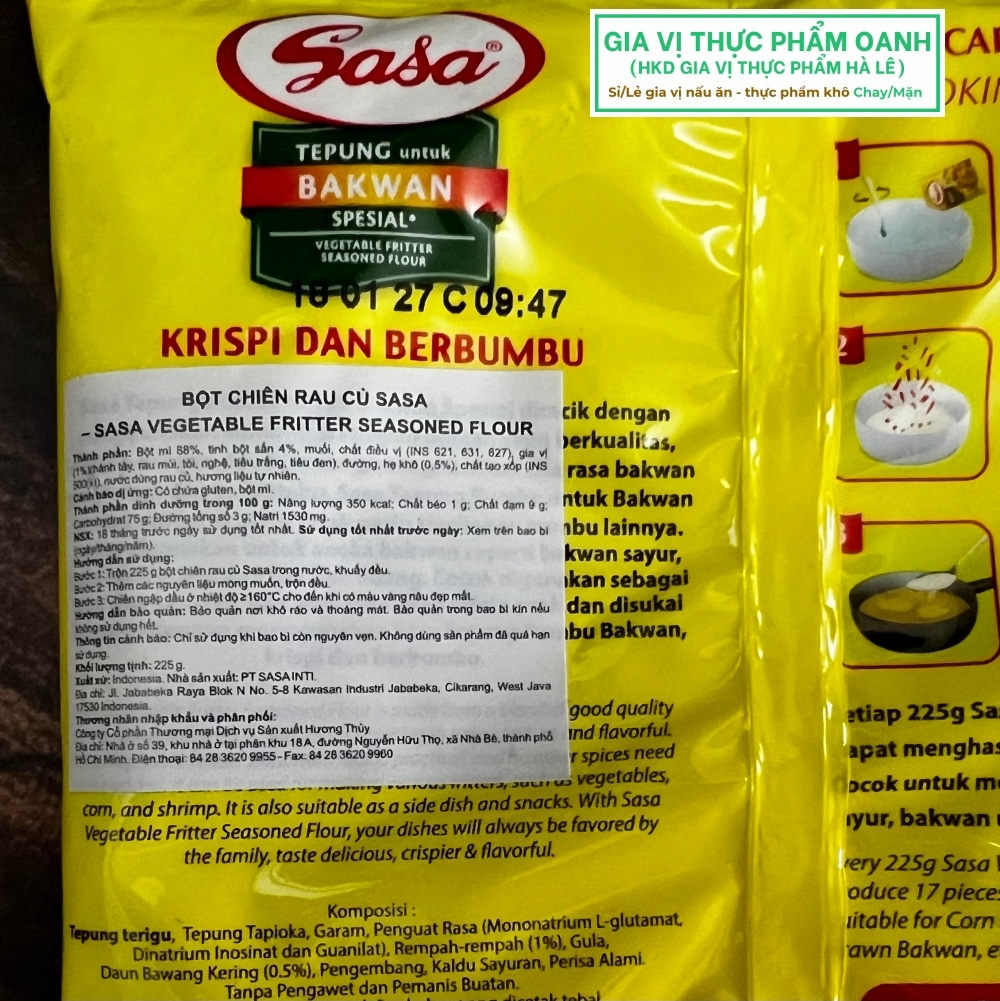 GIA VỊ THỰC PHẨM OANH
(HKD GIA VỊ THỰC PHẨM HÀ LÊ)
Sỉ/Lẻ gia vị nấu ăn - thực phẩm khô Chay/Mặn
Sasa®
TEPUNG untuk
BAKWAN
SPESIAL
VEGETABLE FRITTER
SEASONED FLOUR
18 01 27 C 09:47
KRISPI DAN BERBUMBU
BỘT CHIÊN RAU CỦ SASA
– SASA VEGETABLE FRITTER SEASONED FLOUR
Thành phần: Bột mì 88%, tinh bột sắn 4%, muối, chất điều vị (INS 621, 631, 627), gia vị
(1% hành tây, rau mùi, tỏi, nghệ, tiêu trắng, tiêu đen), đường, hẹ khô (0,5%), chất tạo xốp (INS
500(ii)), nước dùng rau củ, hương liệu tự nhiên.
Cảnh báo dị ứng: Có chứa gluten, bột mì.
Thành phần dinh dưỡng trong 100 g: Năng lượng 350 kcal; Chất béo 1 g; Chất đạm 9 g;
Carbohydrat 75 g; Đường tổng số 3 g; Natri 1530 mg.
NSX: 18 tháng trước ngày sử dụng tốt nhất. Sử dụng tốt nhất trước ngày: Xem trên bao bì
(ngày/tháng/năm).
Hướng dẫn sử dụng:
Bước 1: Trộn 225 g bột chiên rau củ Sasa trong nước, khuấy đều.
Bước 2: Thêm các nguyên liệu mong muốn, trộn đều.
Bước 3: Chiên ngập dầu ở nhiệt độ ≥160°C cho đến khi có màu vàng nâu đẹp mắt.
Hướng dẫn bảo quản: Bảo quản nơi khô ráo và thoáng mát. Bảo quản trong bao bì kín nếu
không sử dụng hết.
Thông tin cảnh báo: Chỉ sử dụng khi bao bì còn nguyên vẹn. Không dùng sản phẩm đã quá hạn
sử dụng.
Khối lượng tịnh: 225 g.
Xuất xứ: Indonesia. Nhà sản xuất: PT SASA INTI.
Địa chỉ: Jl. Jababeka Raya Blok N No. 5-8 Kawasan Industri Jababeka, Cikarang, West Java
17530 Indonesia.
Thương nhân nhập khẩu và phân phối:
Công ty Cổ phần Thương mại Dịch vụ Sản xuất Hương Thủy
Địa chỉ: Nhà ở số 39, khu nhà ở tại phân khu 18A, đường Nguyễn Hữu Thọ, xã Nhà Bè, thành phố
Hồ Chí Minh. Điện thoại: 84 28 3620 9955 - Fax: 84 28 3620 9960
cik dengan
berkualitas,
rasa bakwan
ntuk Bakwan
mbu lainnya.
kwan sayur,
kan sebagai
dan disukai
bu Bakwan,
good quality
and flavorful.
r spices need
such as vegetables,
corn, and shrimp. It is also suitable as a side dish and snacks. With Sasa
Vegetable Fritter Seasoned Flour, your dishes will always be favored by
the family, taste delicious, crispier & flavorful.
Komposisi :
Tepung terigu, Tepung Tapioka, Garam, Penguat Rasa (Mononatrium L-glutamat,
Dinatrium Inosinat dan Guanilat), Rempah-rempah (1%), Gula,
Daun Bawang Kering (0.5%), Pengembang, Kaldu Sayuran, Perisa Alami.
Tanpa Pengawet dan Pemanis Buatan.
CAR
OKIN
2
3
etiap 225g Sa
apat menghas
ocok untuk m
ayur, bakwan
very 225g Sasa
oduce 17 pieces
uitable for Corn
rawn Bakwan, e